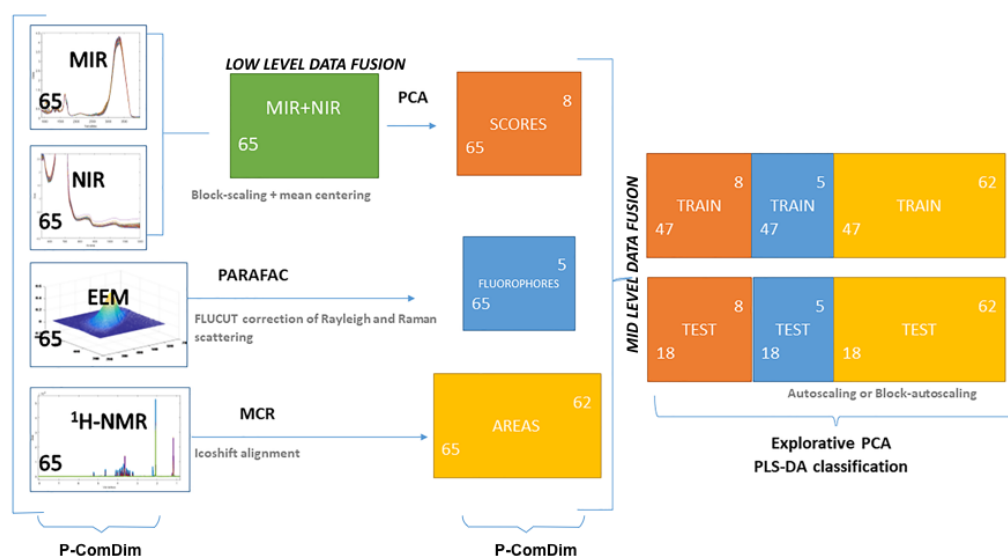 MIR
65
NIR
65
EEM
65
¹H-NMR
65
P-ComDim
LOW LEVEL DATA FUSION
MIR+NIR
65
Block-scaling + mean centering
PCA
8
SCORES
65
PARAFAC
FLUCUT correction of Rayleigh and Raman
scattering
5
FLUOROPHORES
65
MCR
Icoshift alignment
62
AREAS
65
P-ComDim
MID LEVEL DATA FUSION
8
TRAIN
47
5
TRAIN
47
62
TRAIN
47
8
TEST
18
5
TEST
18
62
TEST
18
Autoscaling or Block-autoscaling
Explorative PCA
PLS-DA classification